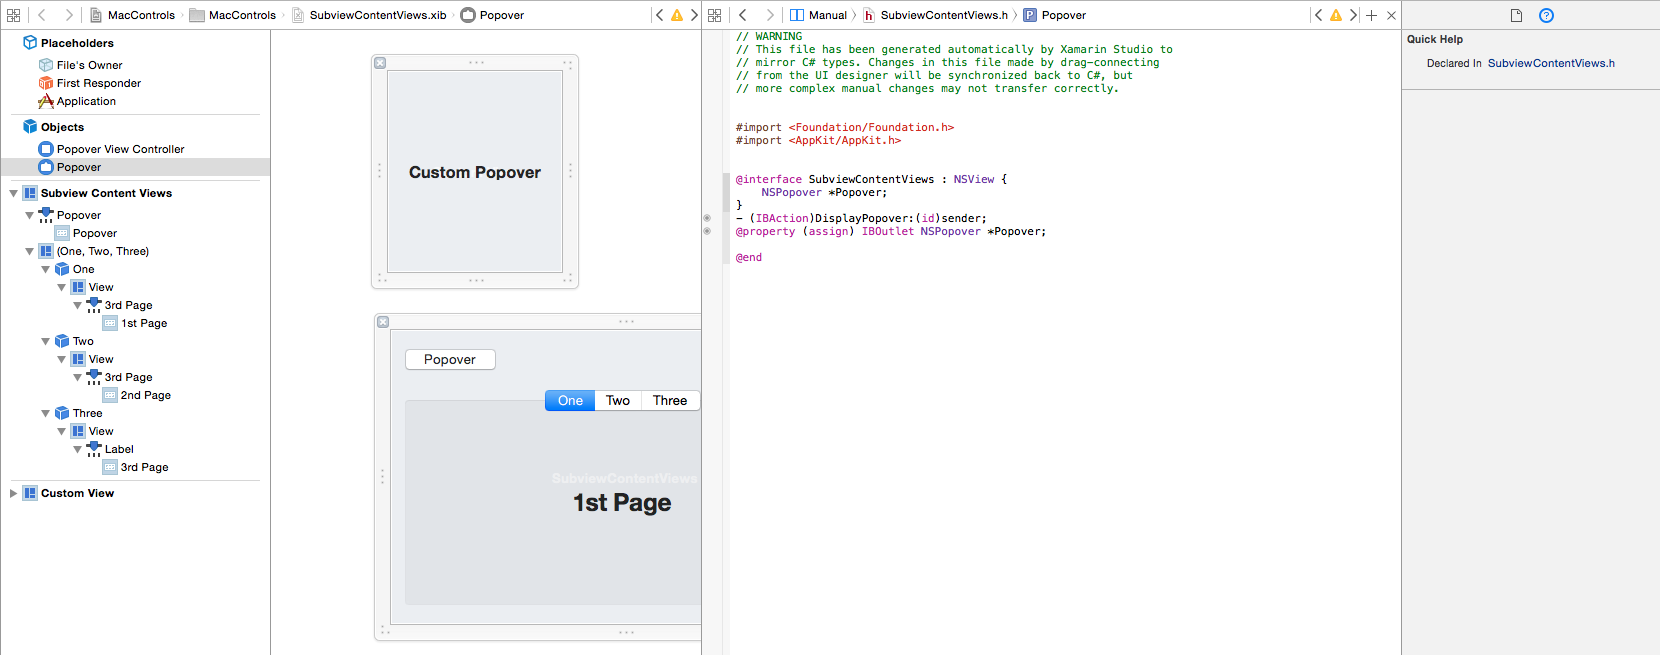 MacControls
MacControls
SubviewContentViews.xib
Popover
Placeholders
File's Owner
First Responder
Application
Objects
Popover View Controller
Popover
Subview Content Views
Popover
Popover
(One, Two, Three)
One
View
3rd Page
1st Page
Two
View
3rd Page
2nd Page
Three
View
Label
3rd Page
Custom View
Custom Popover
Popover
One Two Three
SubviewContentViews
1st Page
Manual
SubviewContentViews.h
Popover
// WARNING
// This file has been generated automatically by Xamarin Studio to
// mirror C# types. Changes in this file made by drag-connecting
// from the UI designer will be synchronized back to C#, but
// more complex manual changes may not transfer correctly.
#import <Foundation/Foundation.h>
#import <AppKit/AppKit.h>
@interface SubviewContentViews : NSView {
NSPopover *Popover;
}
- (IBAction)DisplayPopover:(id)sender;
@property (assign) IBOutlet NSPopover *Popover;
@end
Quick Help
Declared In SubviewContentViews.h